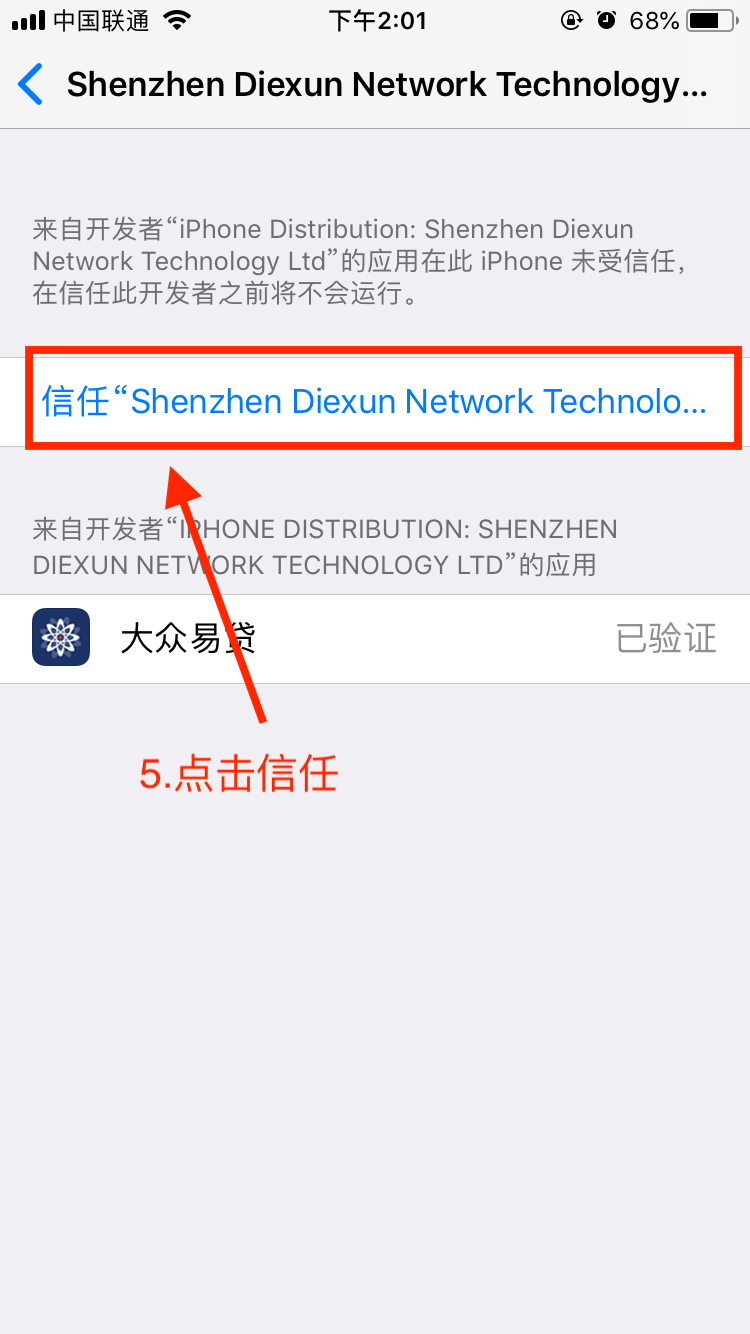 中国联通 下午2:01 68%
Shenzhen Diexun Network Technology...
来自开发者“iPhone Distribution: Shenzhen Diexun
Network Technology Ltd”的应用在此 iPhone 未受信任，
在信任此开发者之前将不会运行。
信任“Shenzhen Diexun Network Technolo...
来自开发者“IPHONE DISTRIBUTION: SHENZHEN
DIEXUN NETWORK TECHNOLOGY LTD”的应用
大众易贷 已验证
5.点击信任